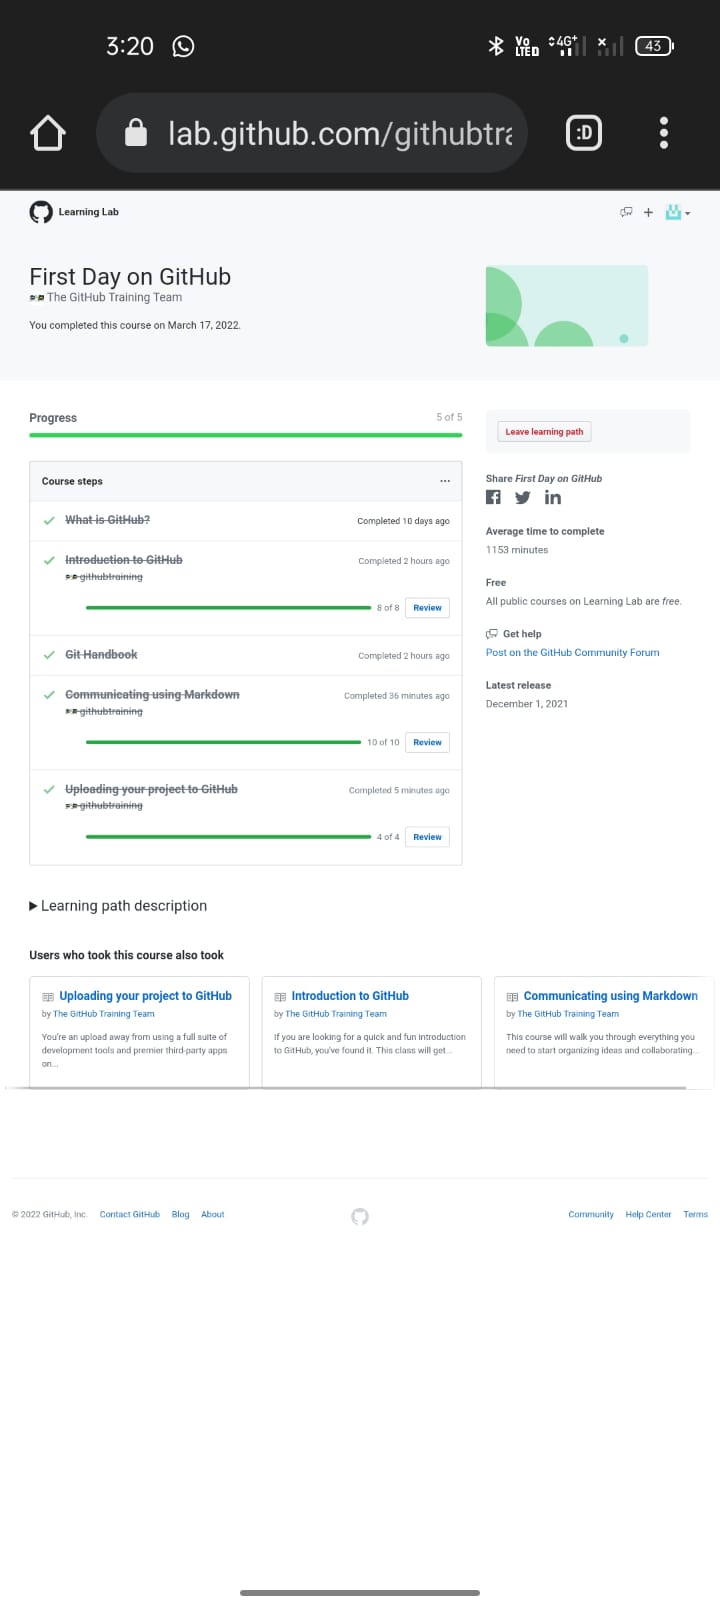 3:20
Vo LTED 4G+ 43
lab.github.com/githubtra
:D
Learning Lab
First Day on GitHub
The GitHub Training Team
You completed this course on March 17, 2022.
Progress 5 of 5
Course steps ...
What is GitHub? Completed 10 days ago
Introduction to GitHub Completed 2 hours ago
githubtraining
8 of 8 Review
Git Handbook Completed 2 hours ago
Communicating using Markdown Completed 36 minutes ago
githubtraining
10 of 10 Review
Uploading your project to GitHub Completed 5 minutes ago
githubtraining
4 of 4 Review
Leave learning path
Share First Day on GitHub
Average time to complete
1153 minutes
Free
All public courses on Learning Lab are free.
Get help
Post on the GitHub Community Forum
Latest release
December 1, 2021
Learning path description
Users who took this course also took
Uploading your project to GitHub
by The GitHub Training Team
You're an upload away from using a full suite of
development tools and premier third-party apps
on...
Introduction to GitHub
by The GitHub Training Team
If you are looking for a quick and fun introduction
to GitHub, you've found it. This class will get...
Communicating using Markdown
by The GitHub Training Team
This course will walk you through everything you
need to start organizing ideas and collaborating...
© 2022 GitHub, Inc. Contact GitHub Blog About Community Help Center Terms